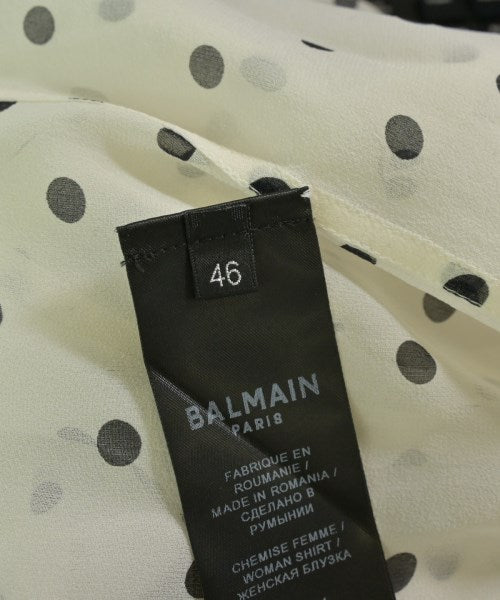 46
BALMAIN
PARIS
FABRIQUE EN
ROUMANIE /
MADE IN ROMANIA /
СДЕЛАНО В
РУМЫНИИ
CHEMISE FEMME /
WOMAN SHIRT /
ЖЕНСКАЯ БЛУЗКА